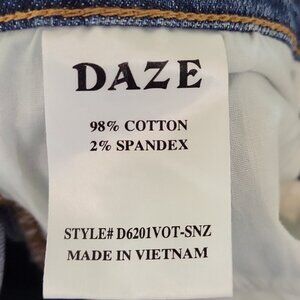 DAZE
98% COTTON
2% SPANDEX
STYLE# D6201VOT-SNZ
MADE IN VIETNAM